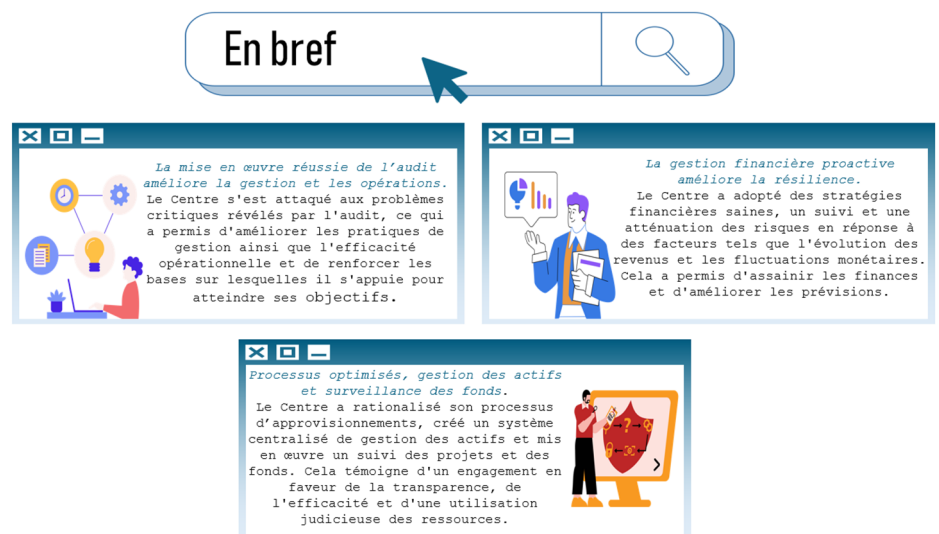 En bref
La mise en œuvre réussie de l’audit
améliore la gestion et les opérations.
Le Centre s'est attaqué aux problèmes
critiques révélés par l'audit, ce qui
a permis d'améliorer les pratiques de
gestion ainsi que l'efficacité
opérationnelle et de renforcer les
bases sur lesquelles il s'appuie pour
atteindre ses objectifs.
La gestion financière proactive
améliore la résilience.
Le Centre a adopté des stratégies
financières saines, un suivi et une
atténuation des risques en réponse à
des facteurs tels que l'évolution des
revenus et les fluctuations monétaires.
Cela a permis d'assainir les finances
et d'améliorer les prévisions.
Processus optimisés, gestion des actifs
et surveillance des fonds.
Le Centre a rationalisé son processus
d’approvisionnements, créé un système
centralisé de gestion des actifs et mis
en œuvre un suivi des projets et des
fonds. Cela témoigne d'un engagement en
faveur de la transparence, de
l'efficacité et d'une utilisation
judicieuse des ressources.